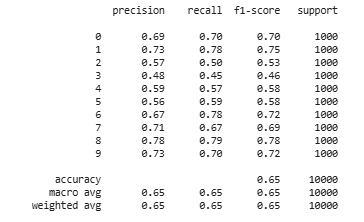 precision recall f1-score support
0 0.69 0.70 0.70 1000
1 0.73 0.78 0.75 1000
2 0.57 0.50 0.53 1000
3 0.48 0.45 0.46 1000
4 0.59 0.57 0.58 1000
5 0.56 0.59 0.58 1000
6 0.67 0.78 0.72 1000
7 0.71 0.67 0.69 1000
8 0.78 0.79 0.78 1000
9 0.73 0.70 0.72 1000
accuracy 0.65 10000
macro avg 0.65 0.65 0.65 10000
weighted avg 0.65 0.65 0.65 10000